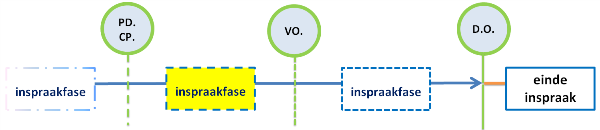 PD.
CP.
VO.
D.O.
inspraakfase
inspraakfase
inspraakfase
einde
inspraak